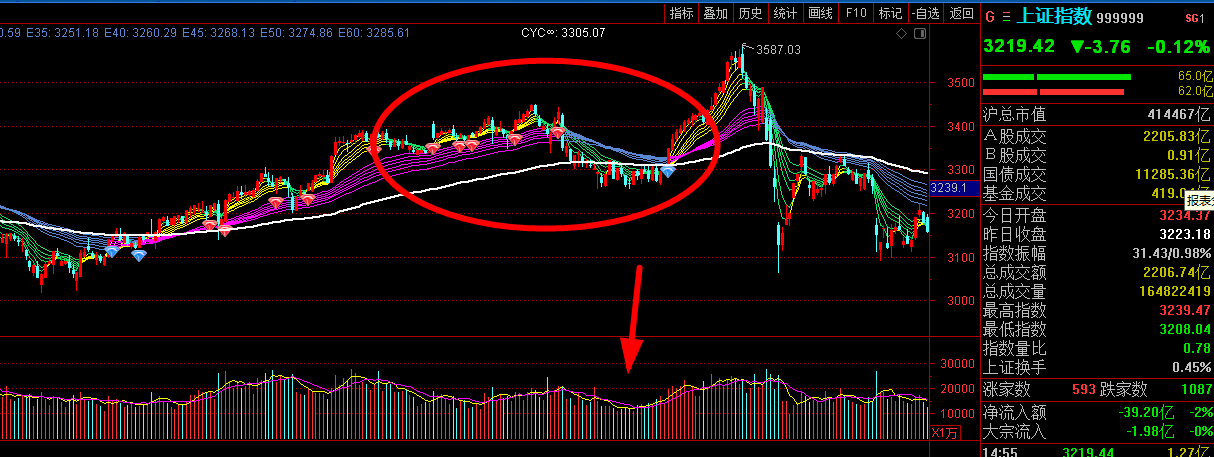 指标 叠加 历史 统计 画线 F10 标记 -自选 返回
0.59 E35: 3251.18 E40: 3260.29 E45: 3268.13 E50: 3274.86 E60: 3285.61 CYC∞: 3305.07
3587.03
3500
3400
3300
3239.1
3200
3100
3000
30000
20000
10000
X1万
G 上证指数 999999 SG1
3219.42 ▼-3.76 -0.12%
65.0亿
62.0亿
沪总市值 414467亿
A股成交 2205.83亿
B股成交 0.91亿
国债成交 11285.36亿
基金成交 419.0
报表
今日开盘 3234.37
昨日收盘 3223.18
指数振幅 31.43/0.98%
总成交额 2206.74亿
总成交量 164822419
最高指数 3239.47
最低指数 3208.04
指数量比 0.78
上证换手 0.45%
涨家数 593 跌家数 1087
净流入额 -39.20亿 -2%
大宗流入 -1.98亿 -0%
14:55 3219.44 1.27亿